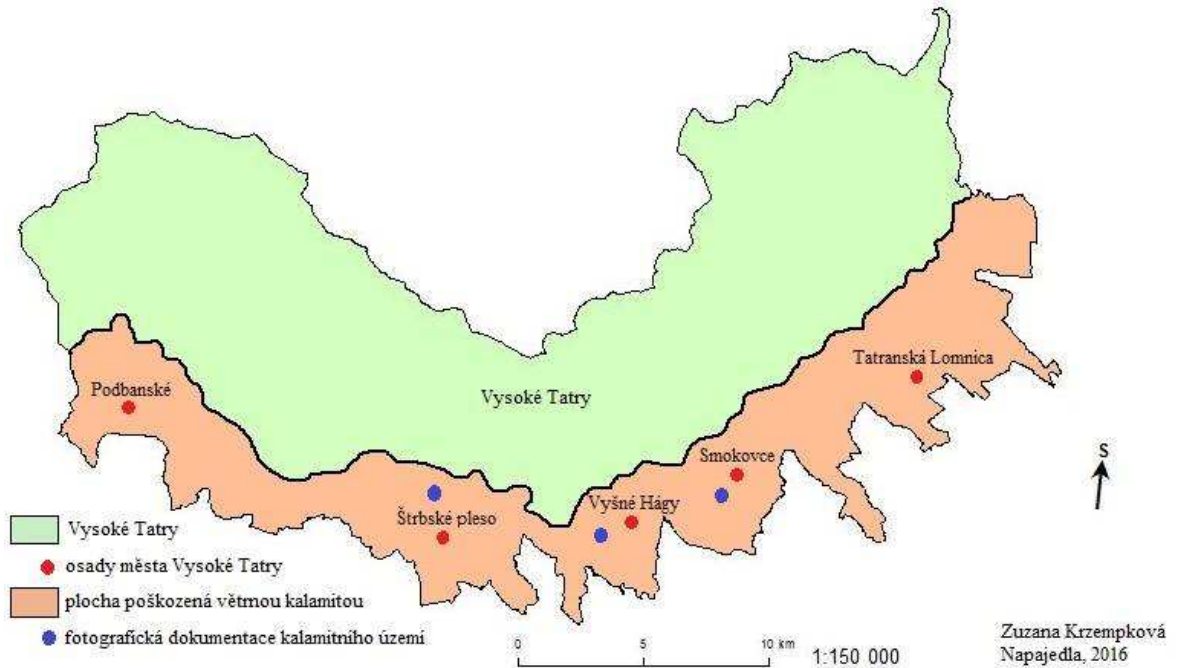 Tatranská Lomnica
Podbanské
Vysoké Tatry
Smokovce
S
Vyšné Hágy
Štrbské pleso
Vysoké Tatry
osady města Vysoké Tatry
plocha poškozená větrnou kalamitou
fotografická dokumentace kalamitního území
0 5 10 km
1:150 000
Zuzana Krzempková
Napajedla, 2016